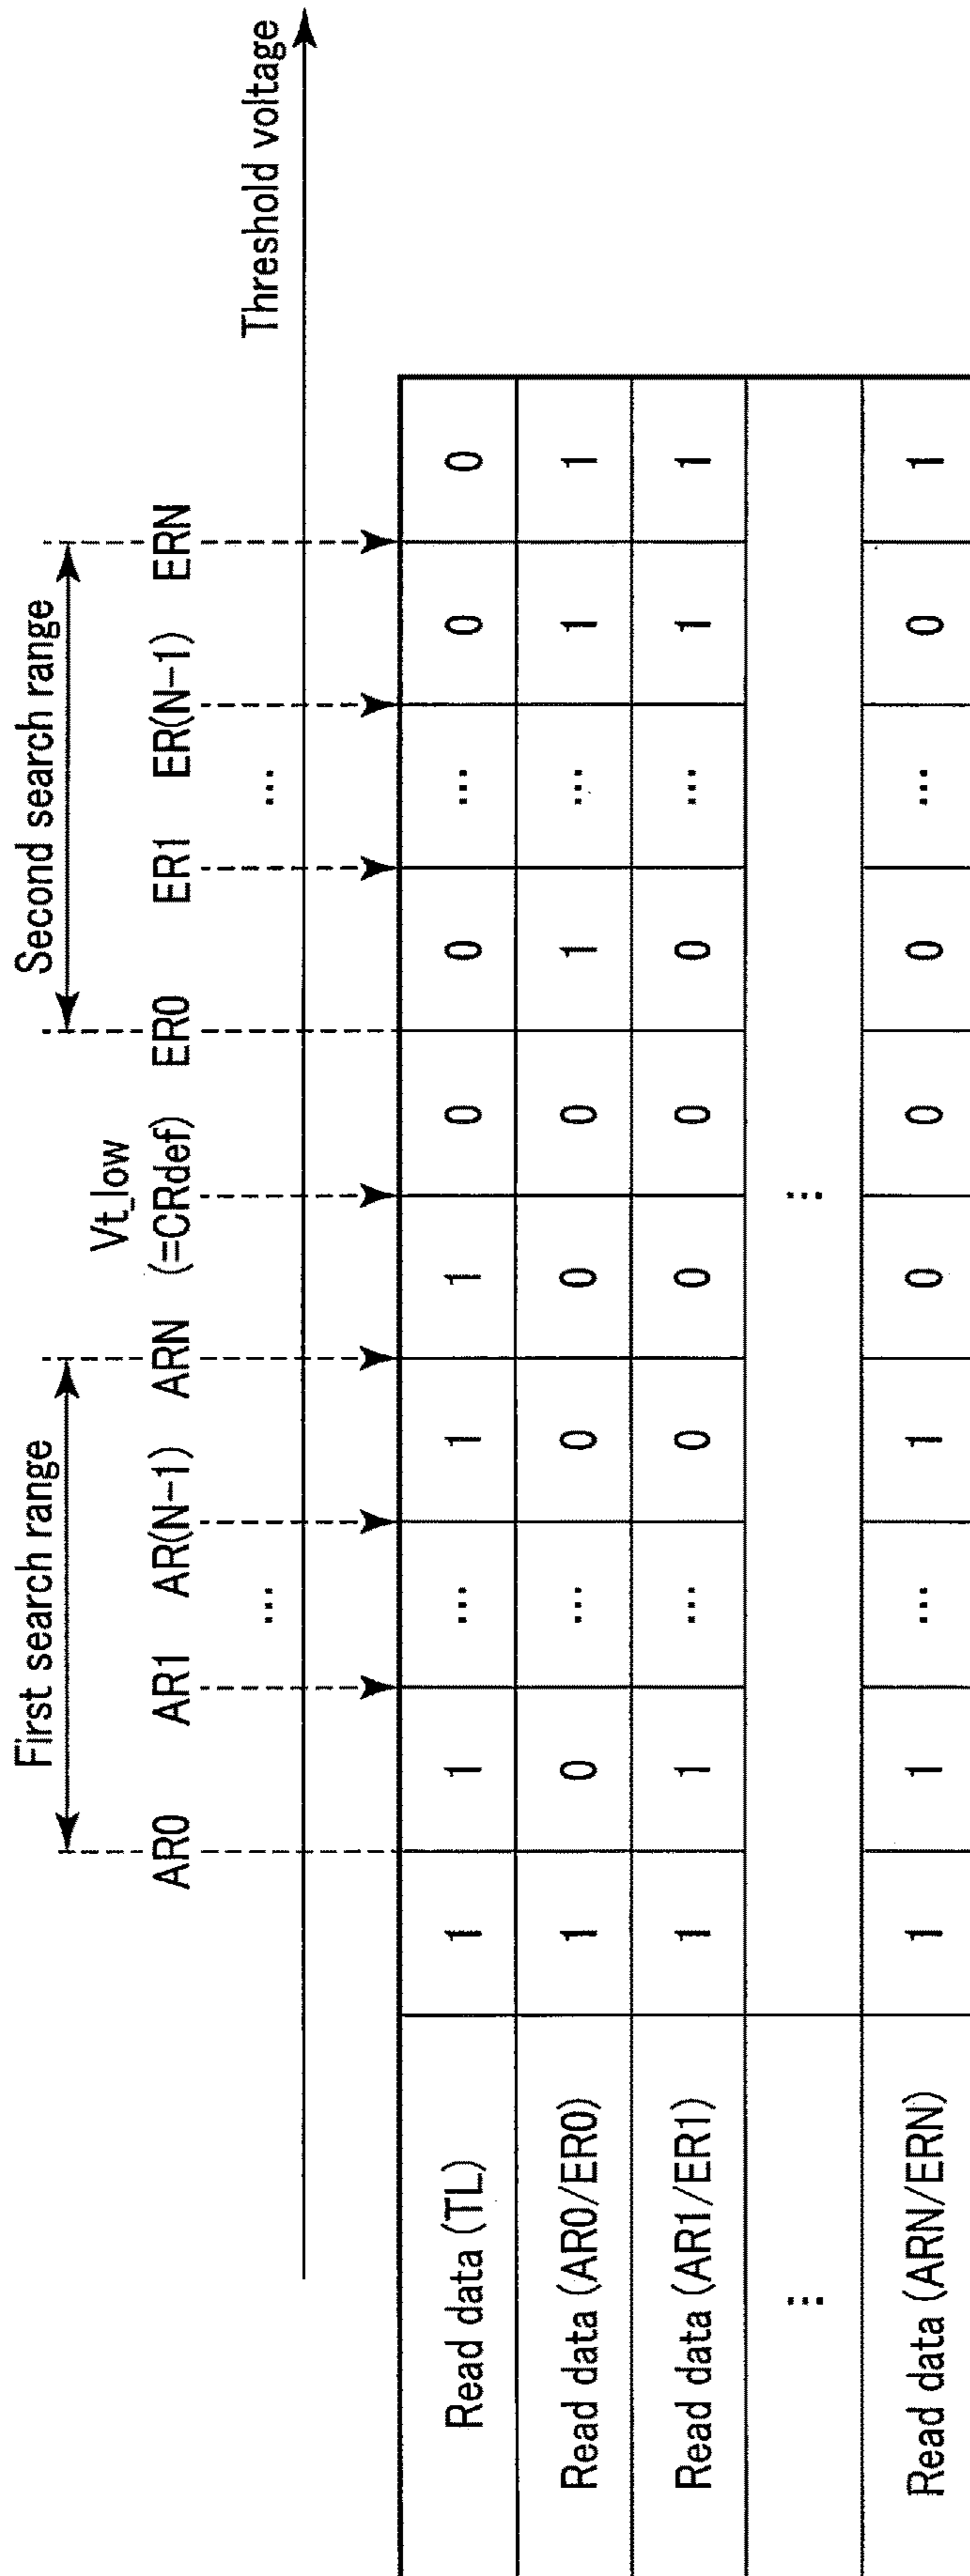 First search range Second search range
Vt_low
AR0 AR1 AR(N-1) ARN (=CRdef) ER0 ER1 ER(N-1) ERN
... ...
Threshold voltage
Read data (TL) 1 1 ... 1 1 0 0 ... 0 0
Read data (AR0/ER0) 1 0 ... 0 0 0 1 ... 1 1
Read data (AR1/ER1) 1 1 ... 0 0 0 0 ... 1 1
⋮ ⋮
Read data (ARN/ERN) 1 1 ... 1 0 0 0 ... 0 1